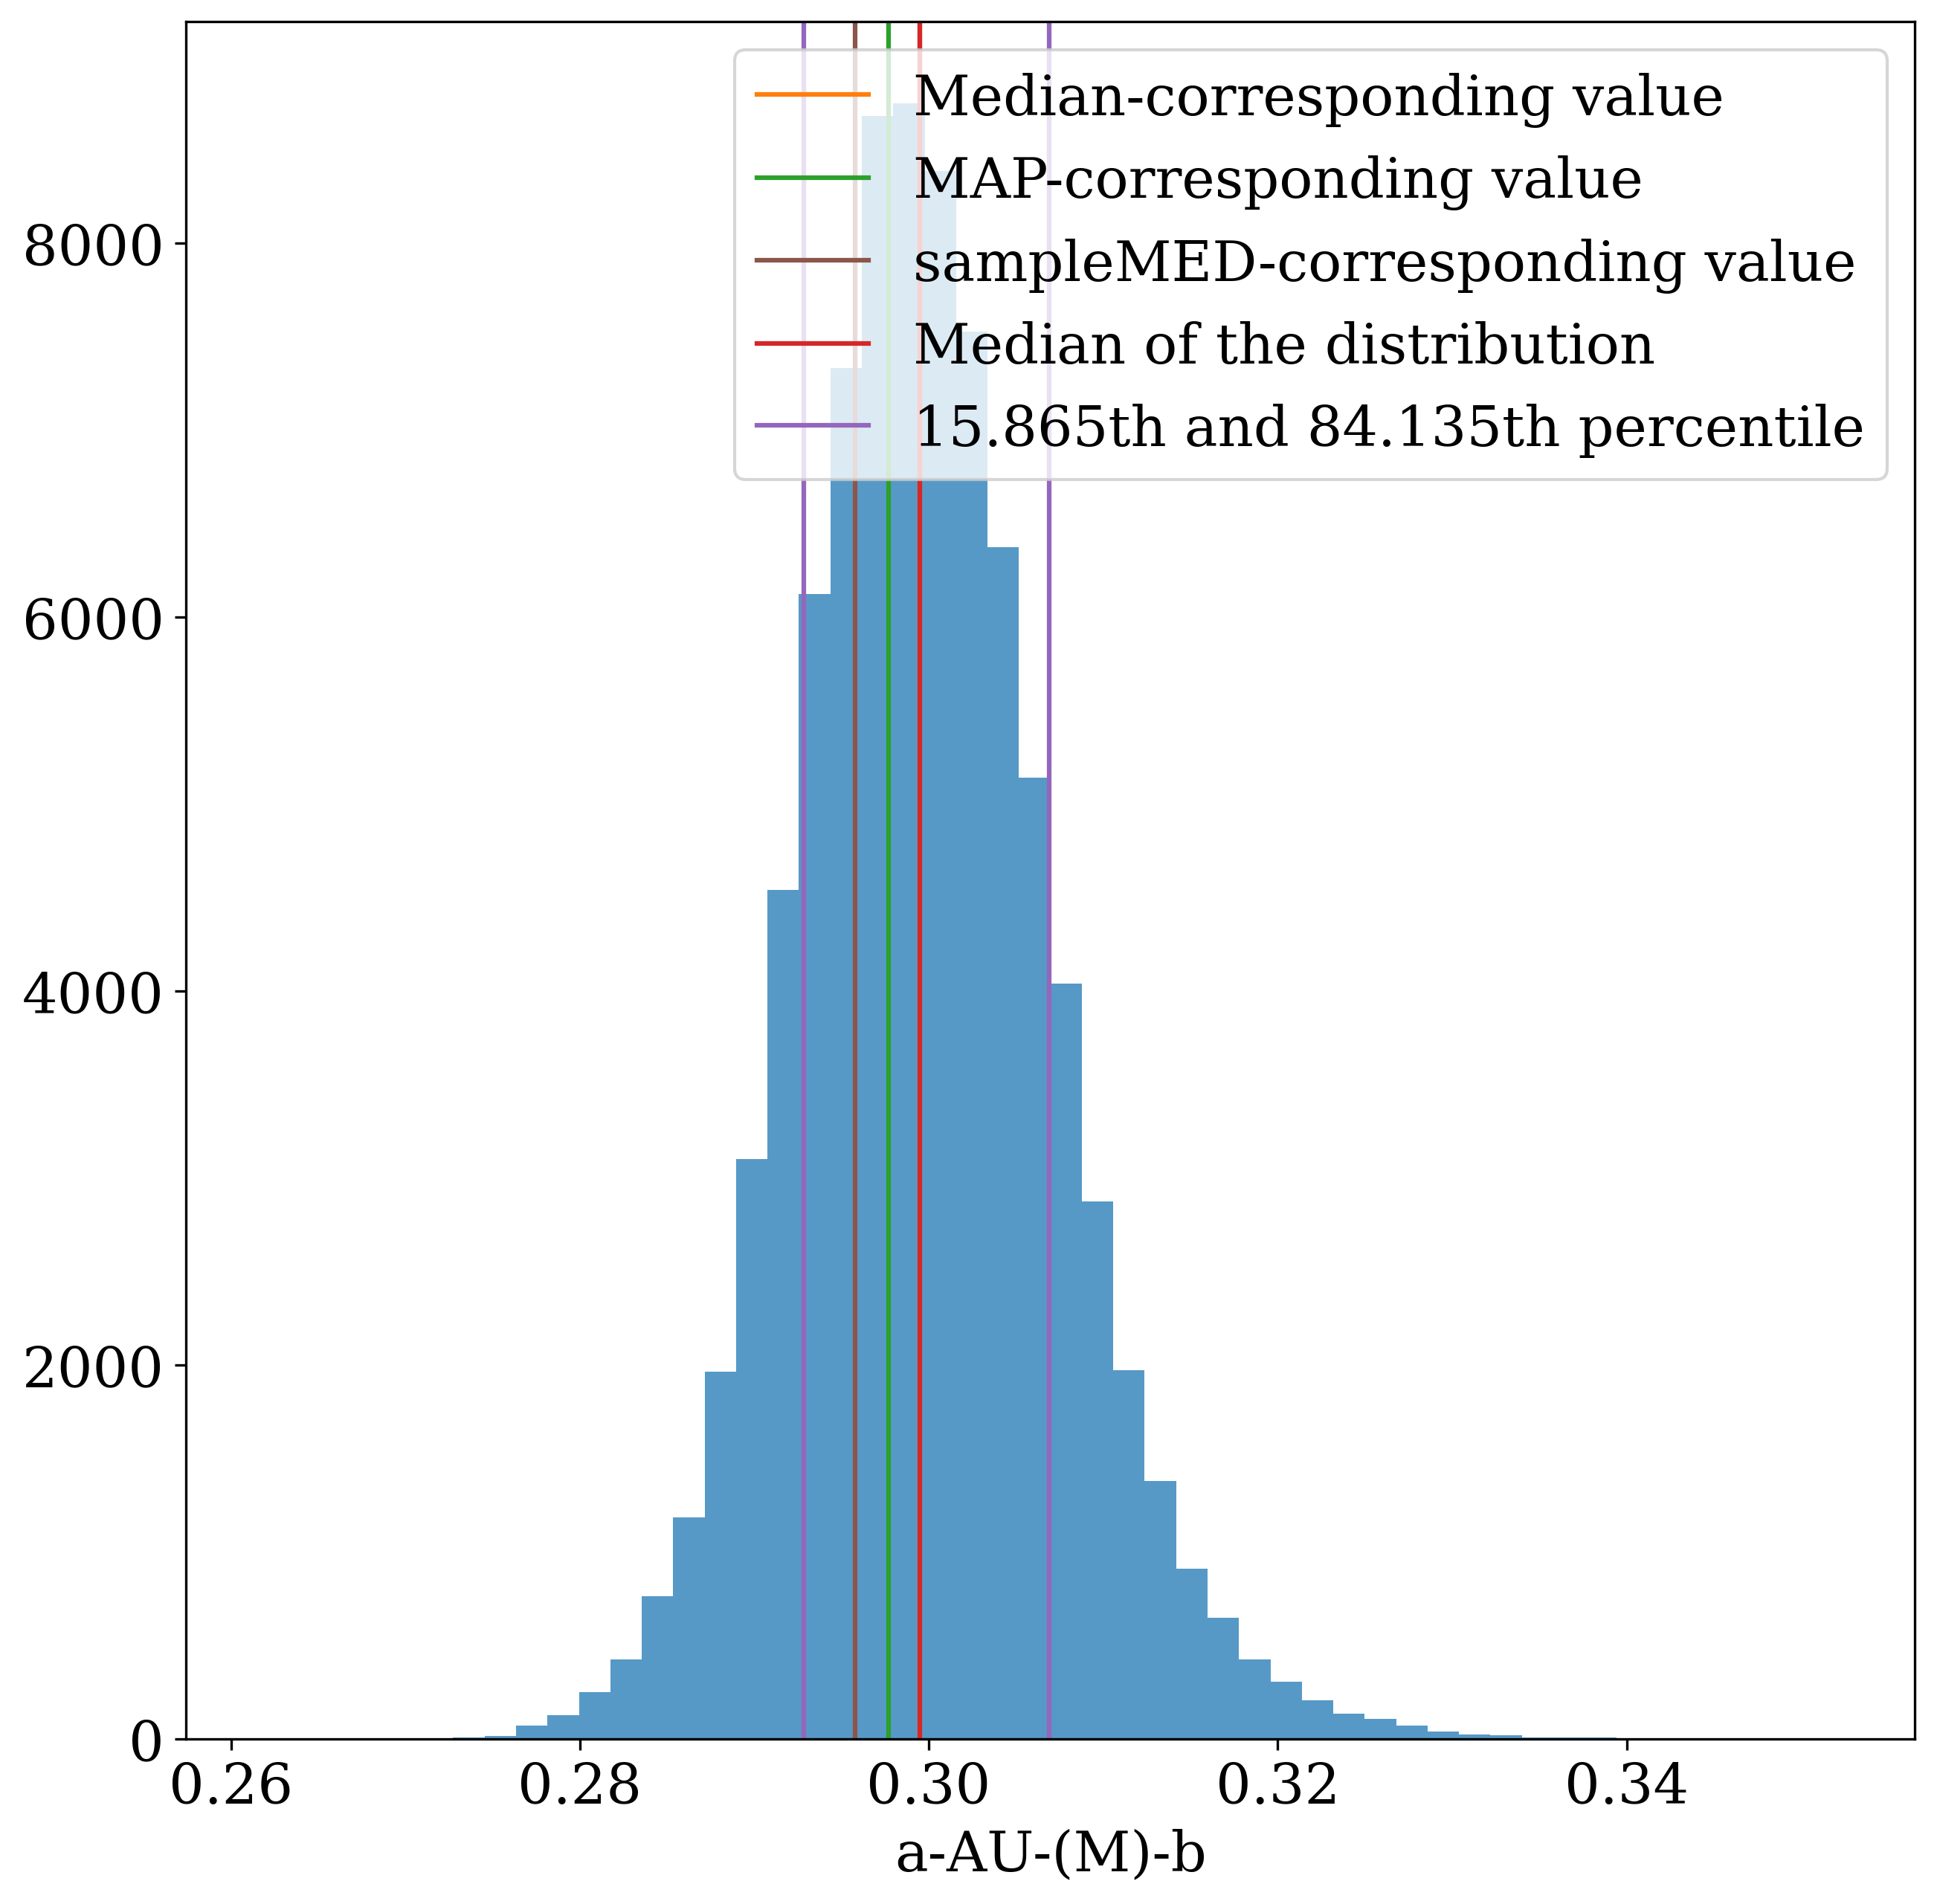 Median-corresponding value
MAP-corresponding value
sampleMED-corresponding value
Median of the distribution
15.865th and 84.135th percentile
8000
6000
4000
2000
0
0.26 0.28 0.30 0.32 0.34
a-AU-(M)-b